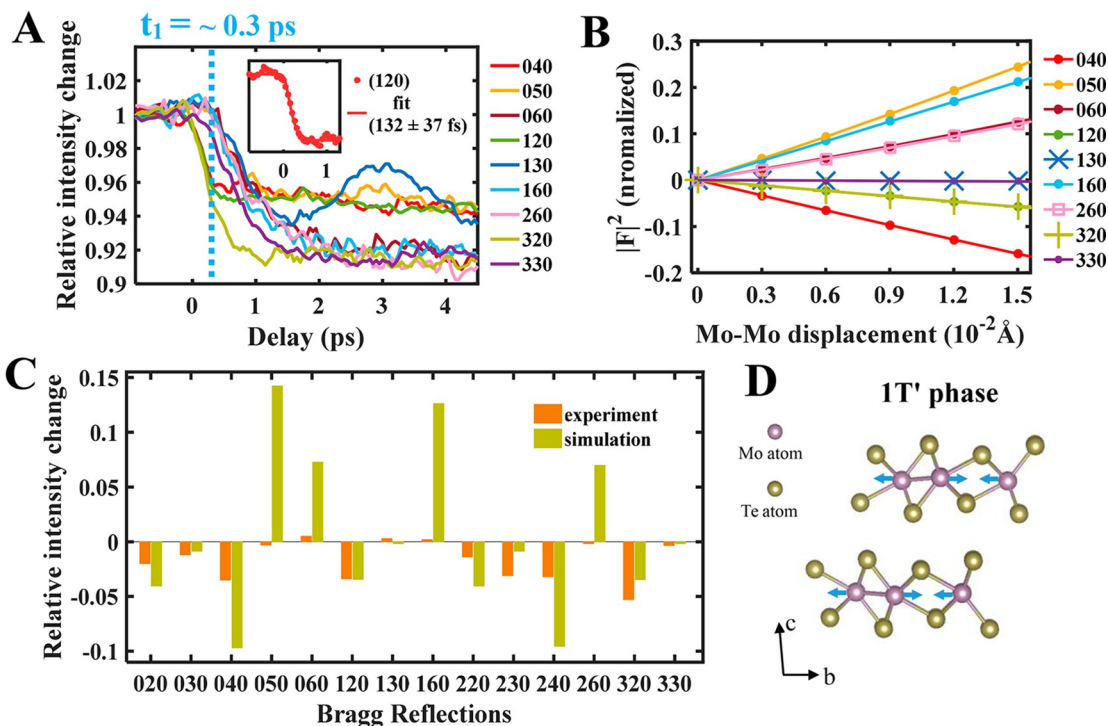 A
t₁ = ~ 0.3 ps
Relative intensity change
1.02
1
0.98
0.96
0.94
0.92
0.9
0
1
2
3
4
Delay (ps)
(120)
fit
(132 ± 37 fs)
0
1
040
050
060
120
130
160
260
320
330
B
|F|² (nromalized)
0.3
0.2
0.1
0
-0.1
-0.2
0
0.3
0.6
0.9
1.2
1.5
Mo-Mo displacement (10⁻² Å)
040
050
060
120
130
160
260
320
330
C
Relative intensity change
0.15
0.1
0.05
0
-0.05
-0.1
experiment
simulation
020 030 040 050 060 120 130 160 220 230 240 260 320 330
Bragg Reflections
D
1T' phase
Mo atom
Te atom
c
b